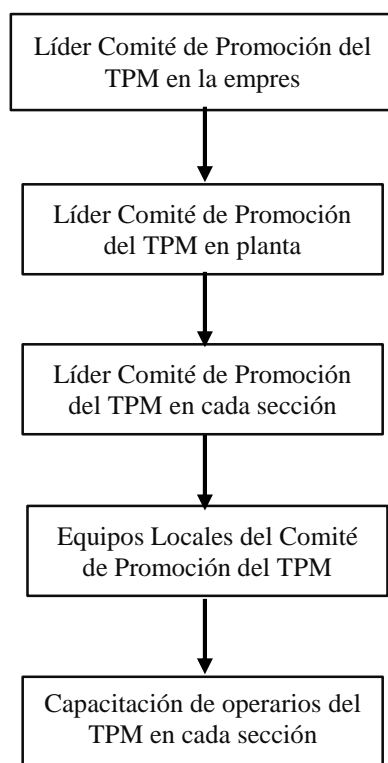 Líder Comité de Promoción del
TPM en la empres
Líder Comité de Promoción
del TPM en planta
Líder Comité de Promoción
del TPM en cada sección
Equipos Locales del Comité
de Promoción del TPM
Capacitación de operarios del
TPM en cada sección